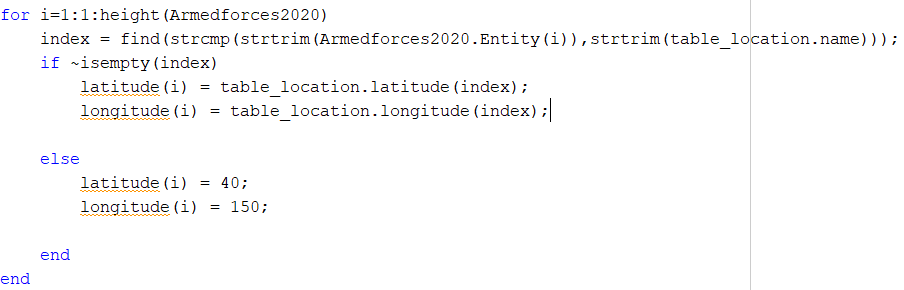 for i=1:1:height(Armedforces2020)
    index = find(strcmp(strtrim(Armedforces2020.Entity(i)),strtrim(table_location.name)));
    if ~isempty(index)
        latitude(i) = table_location.latitude(index);
        longitude(i) = table_location.longitude(index);
    else
        latitude(i) = 40;
        longitude(i) = 150;
    end
end